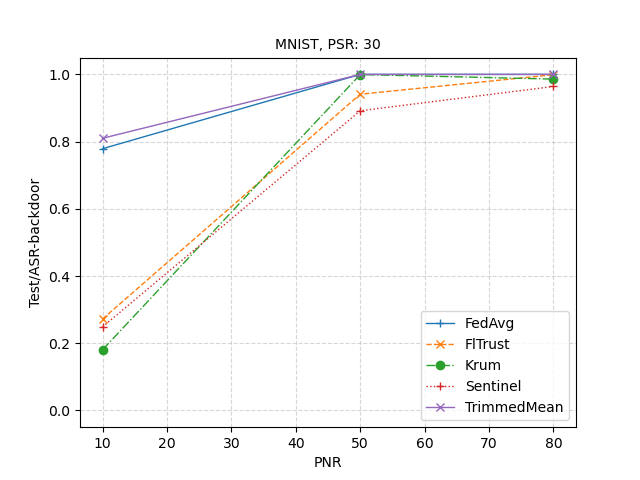 MNIST, PSR: 30
Test/ASR-backdoor
1.0
0.8
0.6
0.4
0.2
0.0
FedAvg
FlTrust
Krum
Sentinel
TrimmedMean
10 20 30 40 50 60 70 80
PNR